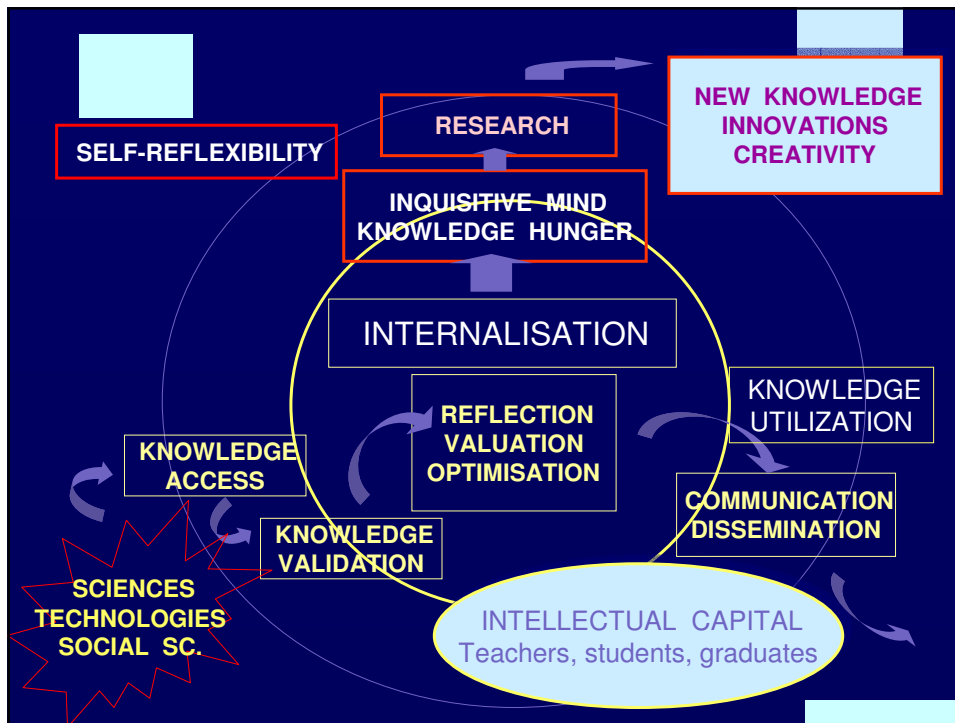 NEW KNOWLEDGE
INNOVATIONS
CREATIVITY
RESEARCH
SELF-REFLEXIBILITY
INQUISITIVE MIND
KNOWLEDGE HUNGER
INTERNALISATION
KNOWLEDGE
UTILIZATION
REFLECTION
VALUATION
OPTIMISATION
KNOWLEDGE
ACCESS
COMMUNICATION
DISSEMINATION
KNOWLEDGE
VALIDATION
SCIENCES
TECHNOLOGIES
SOCIAL SC.
INTELLECTUAL CAPITAL
Teachers, students, graduates